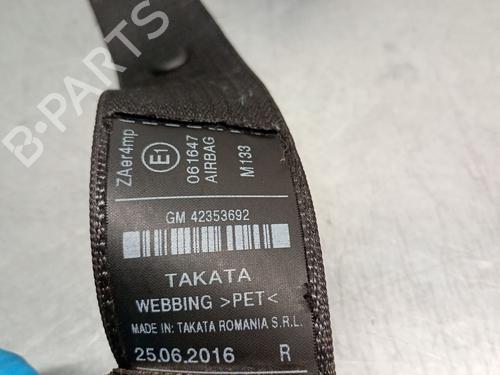 B-PARTS
ZAer4mp
E1
061647
AIRBAG
M133
GM 42353692
TAKATA
WEBBING >PET<
MADE IN: TAKATA ROMANIA S.R.L.
25.06.2016 R